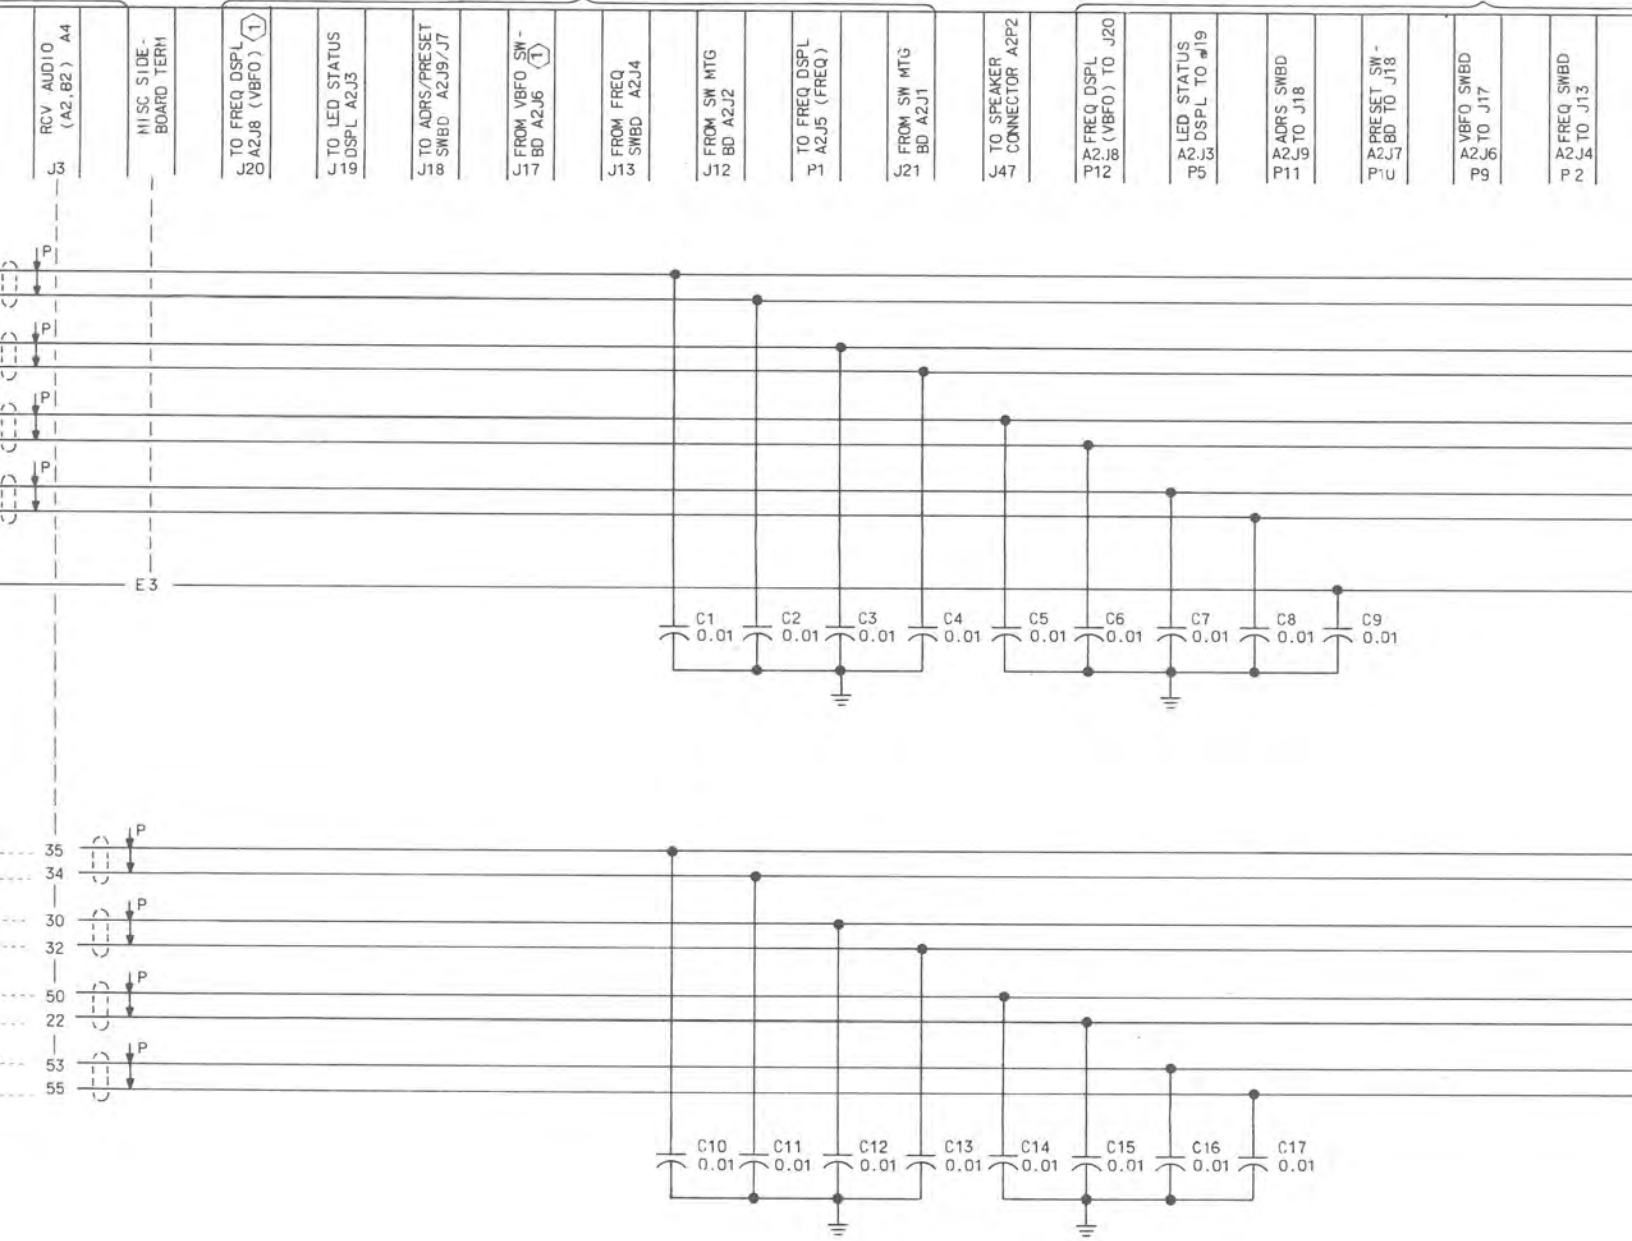 RCV AUDIO
(A2,B2) A4
J3
MISC SIDE-
BOARD TERM
TO FREQ DSPL
A2J8 (VBFO) 1
J20
TO LED STATUS
DSPL A2J3
J19
TO ADRS/PRESET
SWBD A2J9/J7
J18
FROM VBFO SW-
BD A2J6 1
J17
FROM FREQ
SWBD A2J4
J13
FROM SW MTG
BD A2J2
J12
TO FREQ DSPL
A2J5 (FREQ)
P1
FROM SW MTG
BD A2J1
J21
TO SPEAKER
CONNECTOR A2P2
J47
FREQ DSPL
(VBFO) TO J20
A2J8
P12
LED STATUS
DSPL TO J19
A2J3
P5
ADRS SWBD
TO J18
A2J9
P11
PRESET SW-
BD TO J18
A2J7
P10
VBFO SWBD
TO J17
A2J6
P9
FREQ SWBD
TO J13
A2J4
P2
P
P
P
P
E3
C1
0.01
C2
0.01
C3
0.01
C4
0.01
C5
0.01
C6
0.01
C7
0.01
C8
0.01
C9
0.01
P
35
34
P
30
32
P
50
22
P
53
55
C10
0.01
C11
0.01
C12
0.01
C13
0.01
C14
0.01
C15
0.01
C16
0.01
C17
0.01